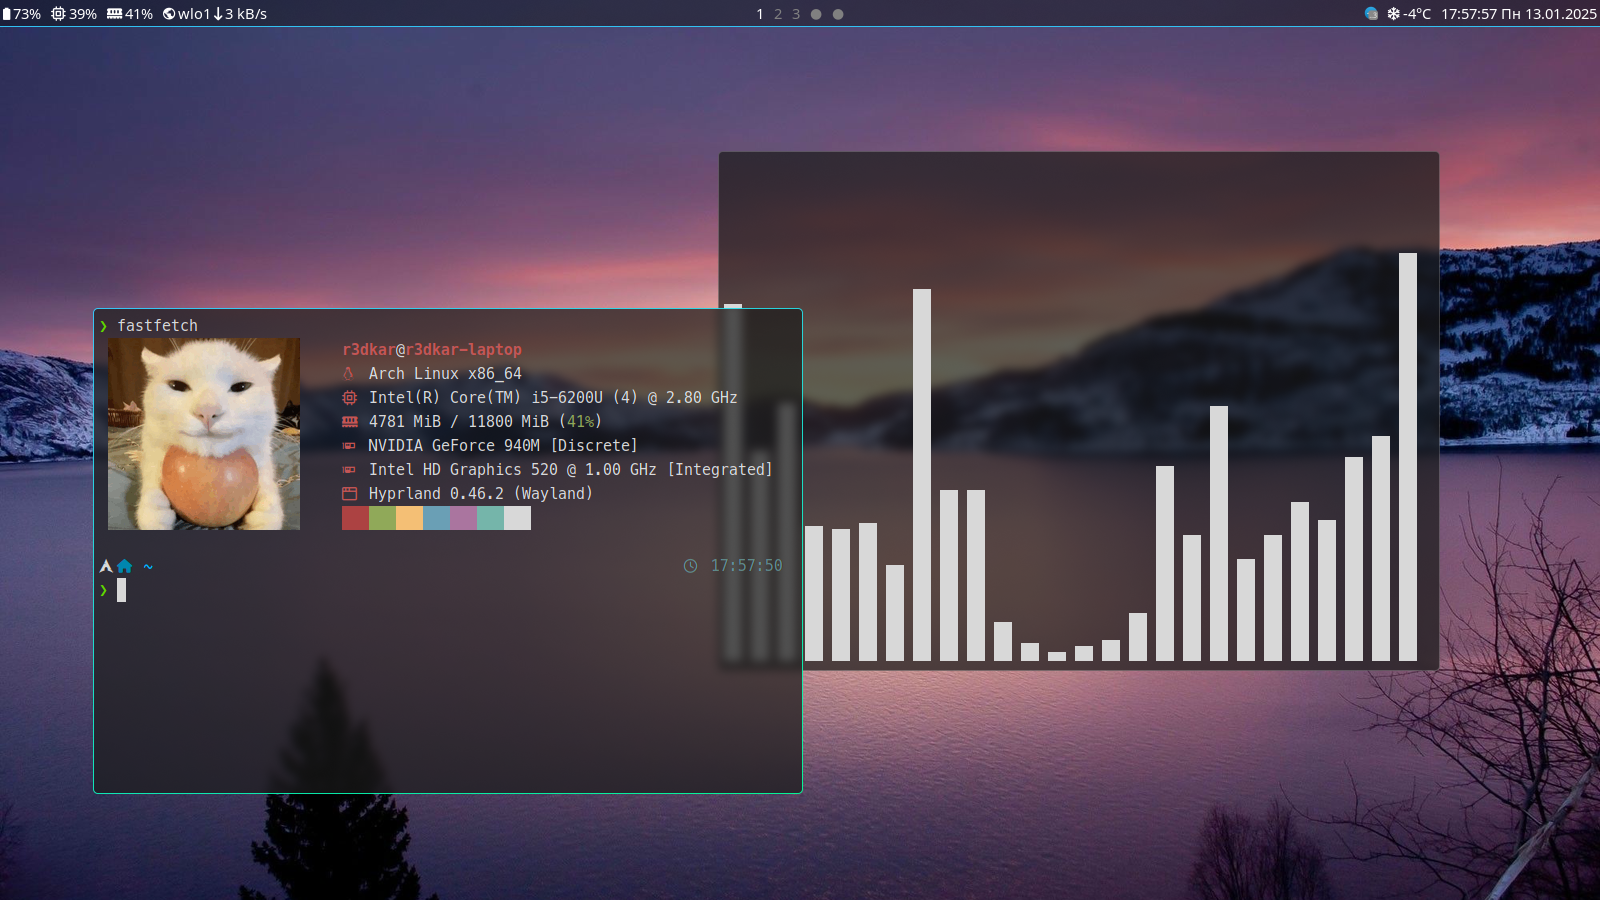 73% 39% 41% wlo1↓3 kB/s 1 2 3 -4°C 17:57:57 Пн 13.01.2025
❯ fastfetch
r3dkar@r3dkar-laptop
Arch Linux x86_64
Intel(R) Core(TM) i5-6200U (4) @ 2.80 GHz
4781 MiB / 11800 MiB (41%)
NVIDIA GeForce 940M [Discrete]
Intel HD Graphics 520 @ 1.00 GHz [Integrated]
Hyprland 0.46.2 (Wayland)
~ 17:57:50
❯